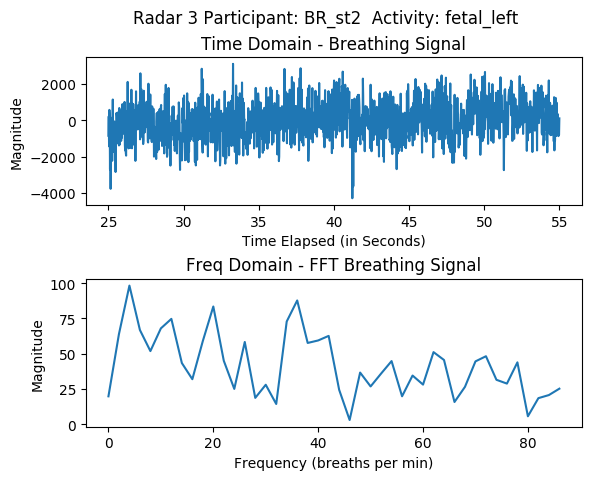 Radar 3 Participant: BR_st2  Activity: fetal_left
Time Domain - Breathing Signal
Magnitude
2000
0
−2000
−4000
25 30 35 40 45 50 55
Time Elapsed (in Seconds)
Freq Domain - FFT Breathing Signal
Magnitude
100
75
50
25
0
0 20 40 60 80
Frequency (breaths per min)